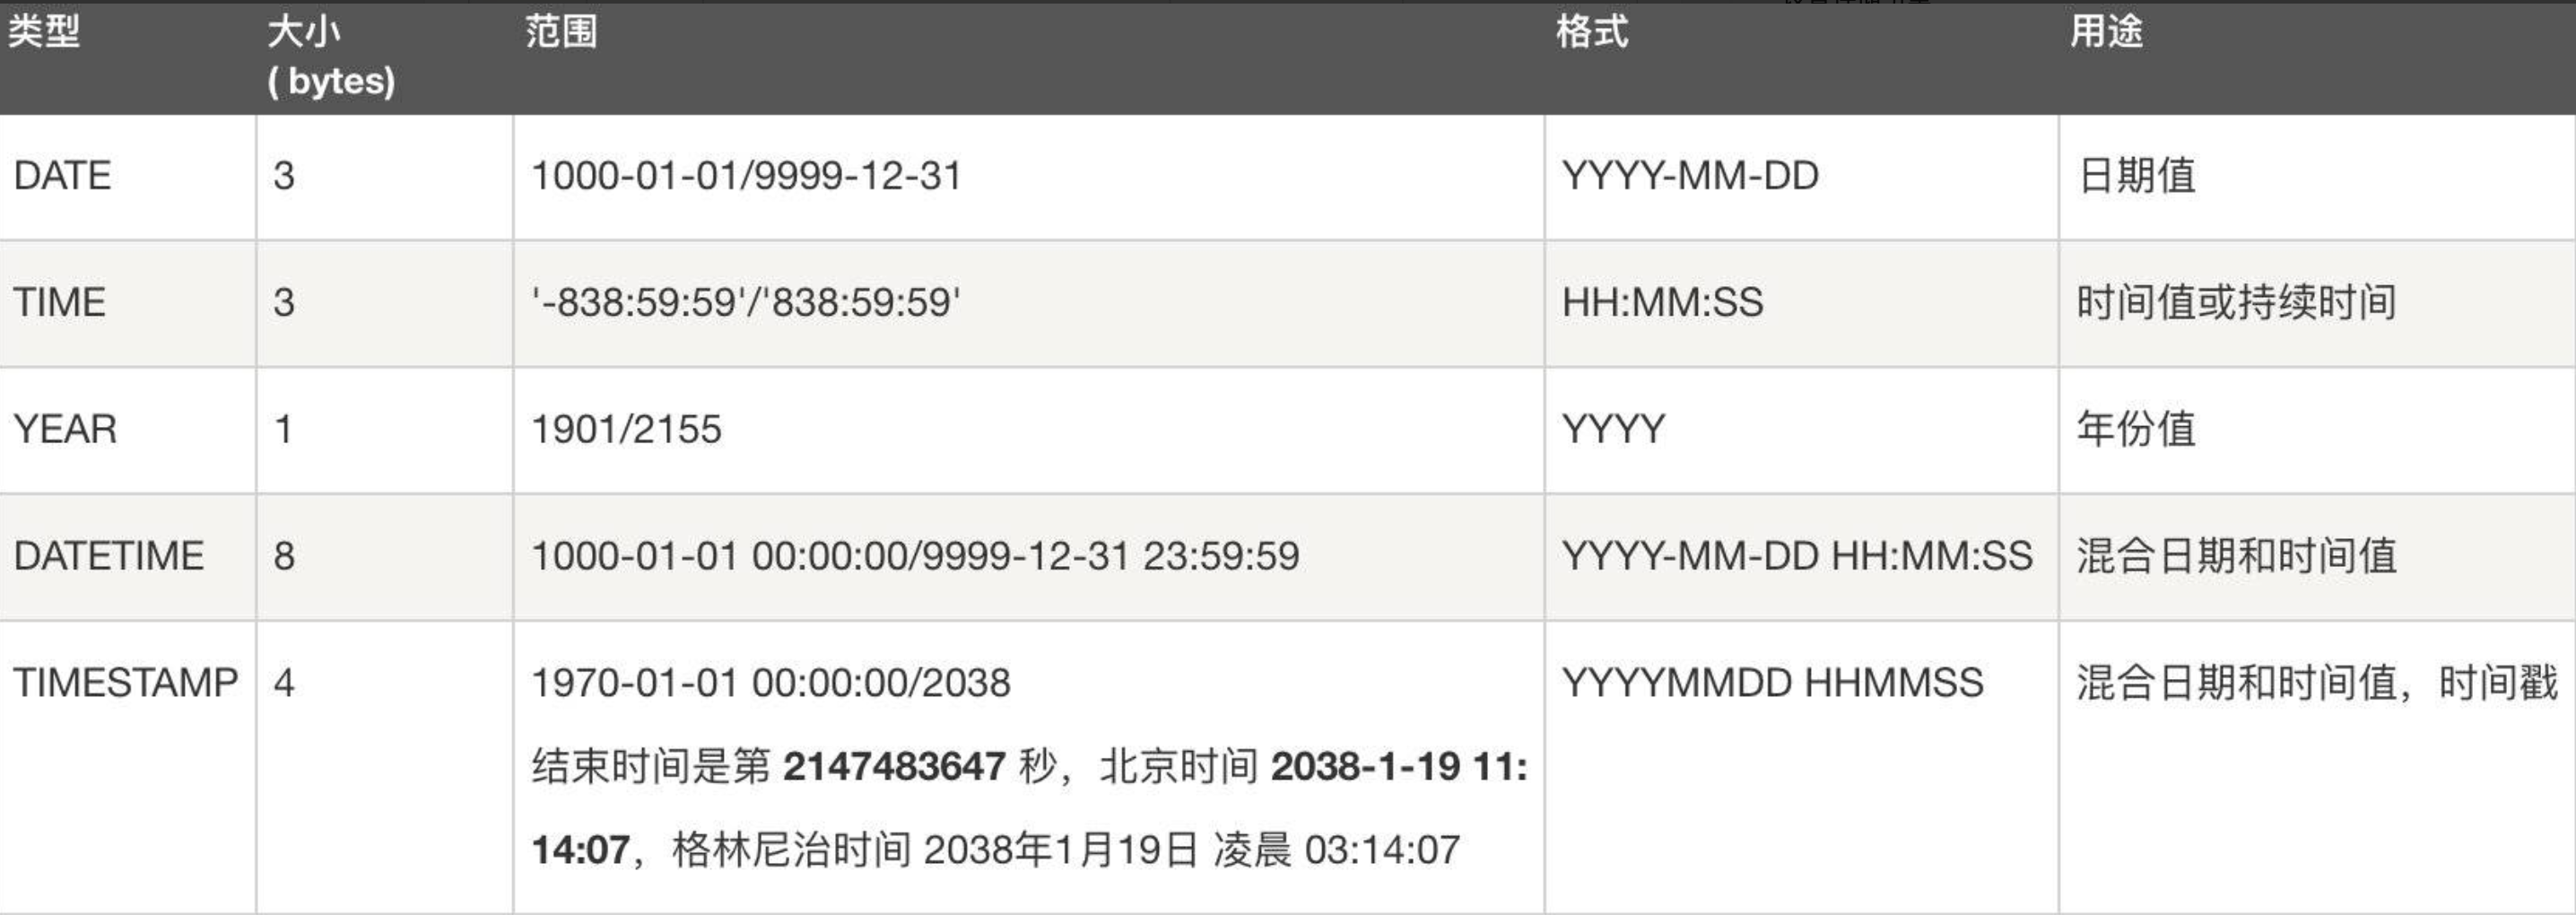 类型 大小 范围 格式 用途
( bytes)
DATE 3 1000-01-01/9999-12-31 YYYY-MM-DD 日期值
TIME 3 '-838:59:59'/'838:59:59' HH:MM:SS 时间值或持续时间
YEAR 1 1901/2155 YYYY 年份值
DATETIME 8 1000-01-01 00:00:00/9999-12-31 23:59:59 YYYY-MM-DD HH:MM:SS 混合日期和时间值
TIMESTAMP 4 1970-01-01 00:00:00/2038 YYYYMMDD HHMMSS 混合日期和时间值，时间戳
结束时间是第 2147483647 秒，北京时间 2038-1-19 11:
14:07，格林尼治时间 2038年1月19日 凌晨 03:14:07